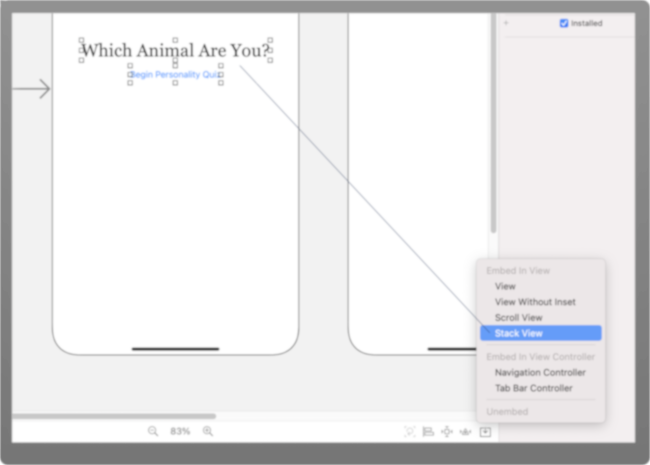 Installed
Which Animal Are You?
Begin Personality Quiz
Embed In View
View
View Without Inset
Scroll View
Stack View
Embed In View Controller
Navigation Controller
Tab Bar Controller
Unembed
83%